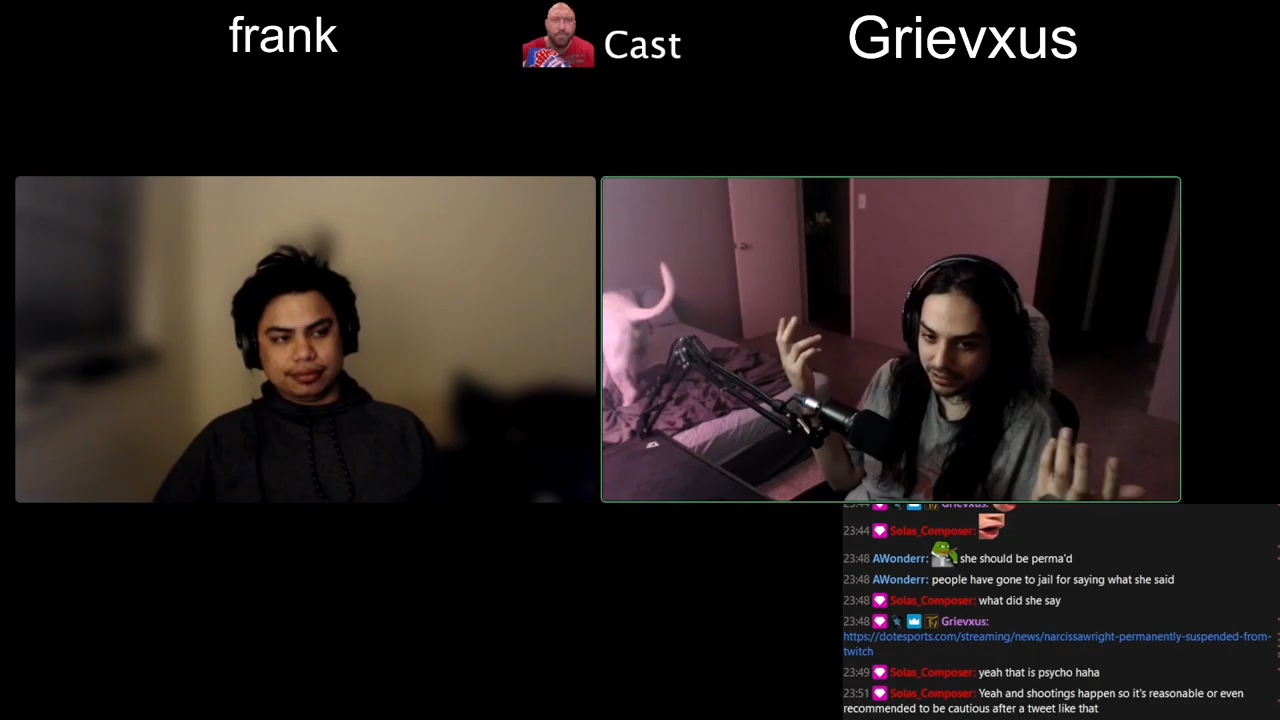 frank
Cast
Grievxus
23:44 Grievxus:
23:44 Solas_Composer:
23:48 AWonderr: she should be perma'd
23:48 AWonderr: people have gone to jail for saying what she said
23:48 Solas_Composer: what did she say
23:48 Grievxus:
https://dotesports.com/streaming/news/narcissawright-permanently-suspended-from-
twitch
23:49 Solas_Composer: yeah that is psycho haha
23:51 Solas_Composer: Yeah and shootings happen so it's reasonable or even
recommended to be cautious after a tweet like that